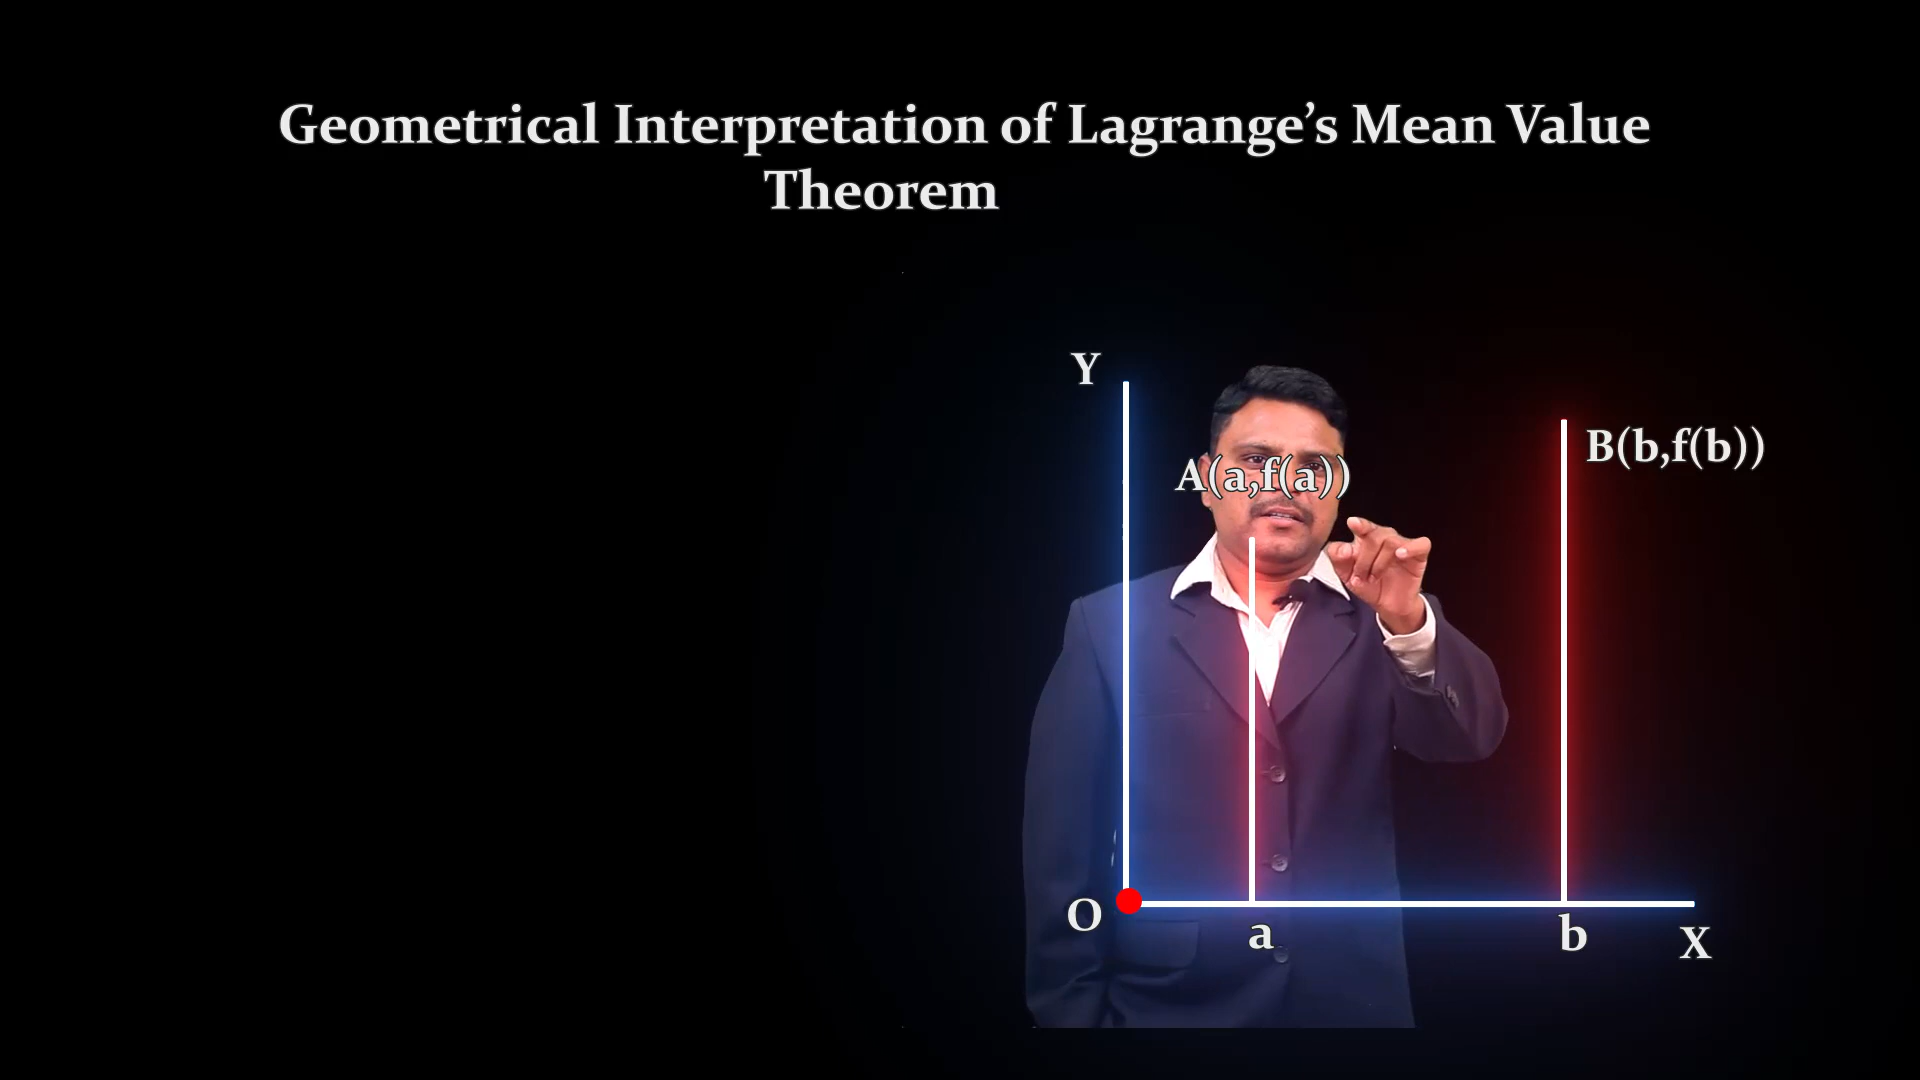 Geometrical Interpretation of Lagrange’s Mean Value
Theorem
Y
A(a,f(a))
B(b,f(b))
O
a
b
X